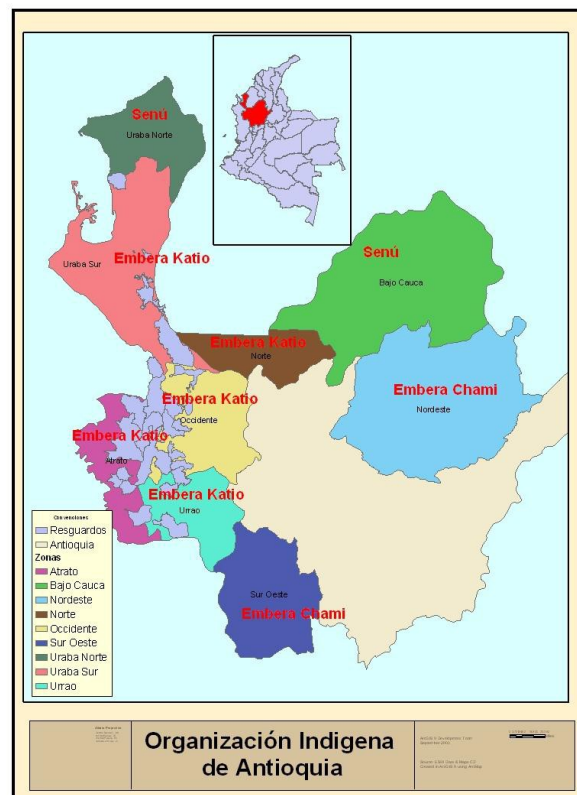 Senú
Uraba Norte
Uraba Sur
Embera Katio
Senú
Bajo Cauca
Embera Katio
Norte
Embera Chami
Nordeste
Embera Katio
Occidente
Embera Katio
Atrato
Embera Katio
Urrao
Sur Oeste
Embera Chami
Convenciones
Resguardos
Antioquia
Zonas
Atrato
Bajo Cauca
Nordeste
Norte
Occidente
Sur Oeste
Uraba Norte
Uraba Sur
Urrao
Organización Indigena
de Antioquia